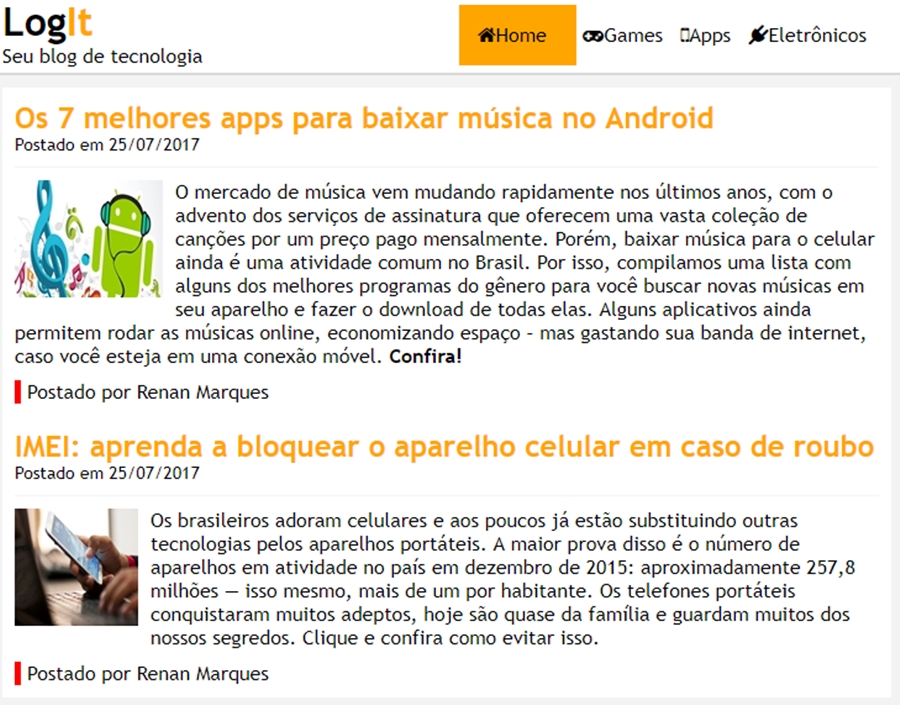 LogIt
Seu blog de tecnologia
Home Games Apps Eletrônicos
Os 7 melhores apps para baixar música no Android
Postado em 25/07/2017
O mercado de música vem mudando rapidamente nos últimos anos, com o
advento dos serviços de assinatura que oferecem uma vasta coleção de
canções por um preço pago mensalmente. Porém, baixar música para o celular
ainda é uma atividade comum no Brasil. Por isso, compilamos uma lista com
alguns dos melhores programas do gênero para você buscar novas músicas em
seu aparelho e fazer o download de todas elas. Alguns aplicativos ainda
permitem rodar as músicas online, economizando espaço – mas gastando sua banda de internet,
caso você esteja em uma conexão móvel. Confira!
Postado por Renan Marques
IMEI: aprenda a bloquear o aparelho celular em caso de roubo
Postado em 25/07/2017
Os brasileiros adoram celulares e aos poucos já estão substituindo outras
tecnologias pelos aparelhos portáteis. A maior prova disso é o número de
aparelhos em atividade no país em dezembro de 2015: aproximadamente 257,8
milhões — isso mesmo, mais de um por habitante. Os telefones portáteis
conquistaram muitos adeptos, hoje são quase da família e guardam muitos dos
nossos segredos. Clique e confira como evitar isso.
Postado por Renan Marques